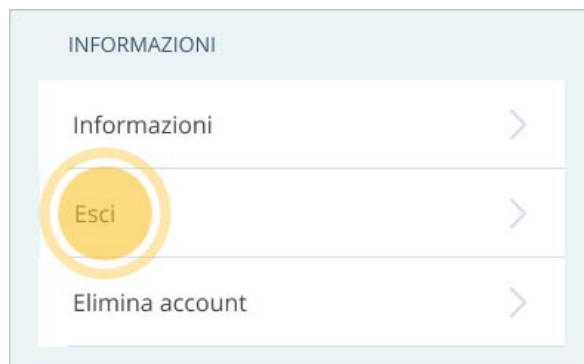 INFORMAZIONI
Informazioni
Esci
Elimina account